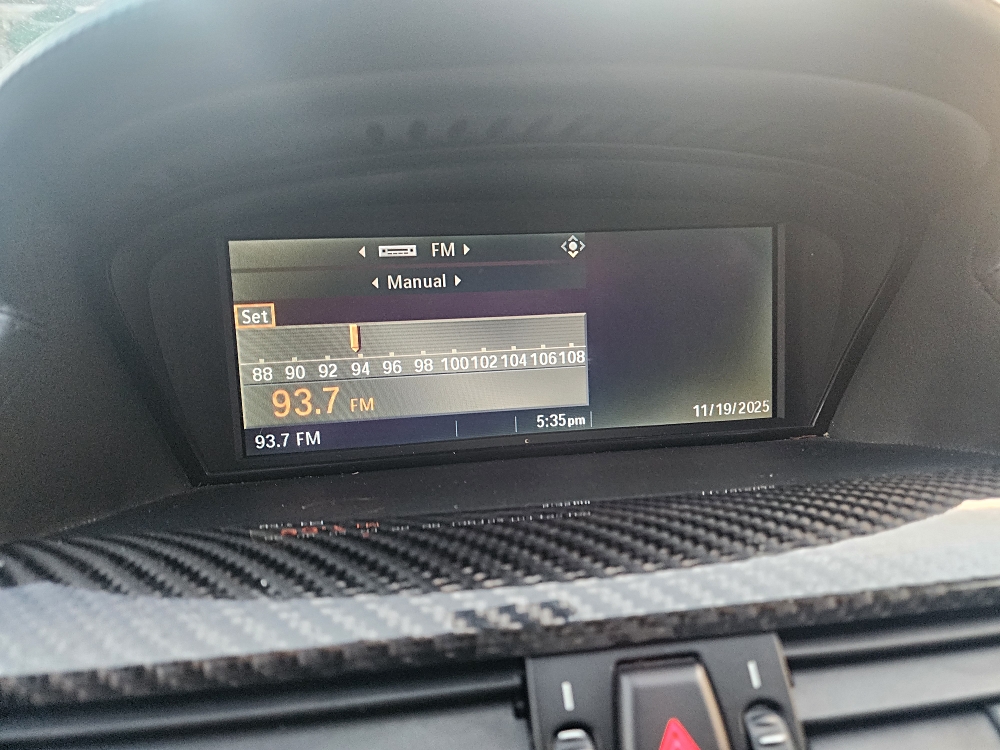 FM
Manual
Set
88 90 92 94 96 98 100 102 104 106 108
93.7 FM
93.7 FM 5:35pm 11/19/2025